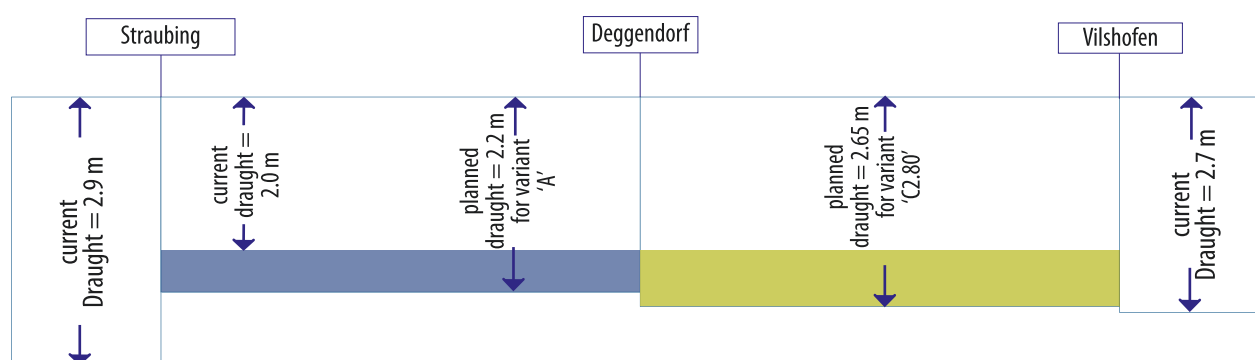 Straubing
Deggendorf
Vilshofen
current
Draught = 2.9 m
current
draught =
2.0 m
planned
draught = 2.2 m
for variant
‘A’
planned
draught = 2.65 m
for variant
‘C2.80’
current
Draught = 2.7 m